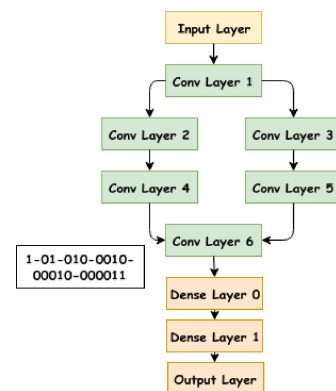 Input Layer
Conv Layer 1
Conv Layer 2
Conv Layer 3
Conv Layer 4
Conv Layer 5
Conv Layer 6
1-01-010-0010-
00010-000011
Dense Layer 0
Dense Layer 1
Output Layer